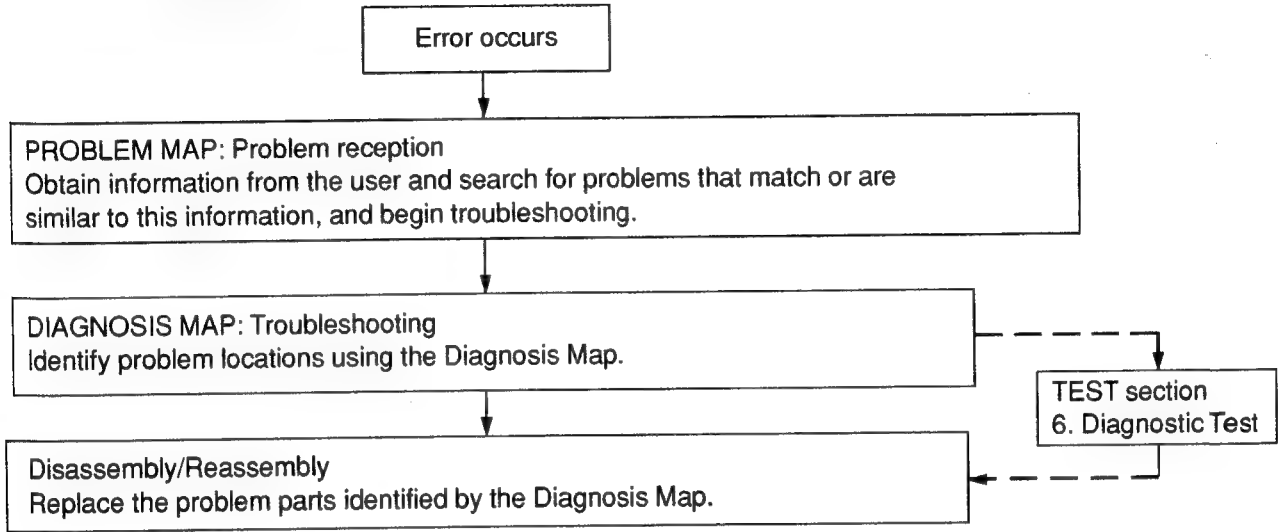 Error occurs
PROBLEM MAP: Problem reception
Obtain information from the user and search for problems that match or are
similar to this information, and begin troubleshooting.
DIAGNOSIS MAP: Troubleshooting
Identify problem locations using the Diagnosis Map.
TEST section
6. Diagnostic Test
Disassembly/Reassembly
Replace the problem parts identified by the Diagnosis Map.